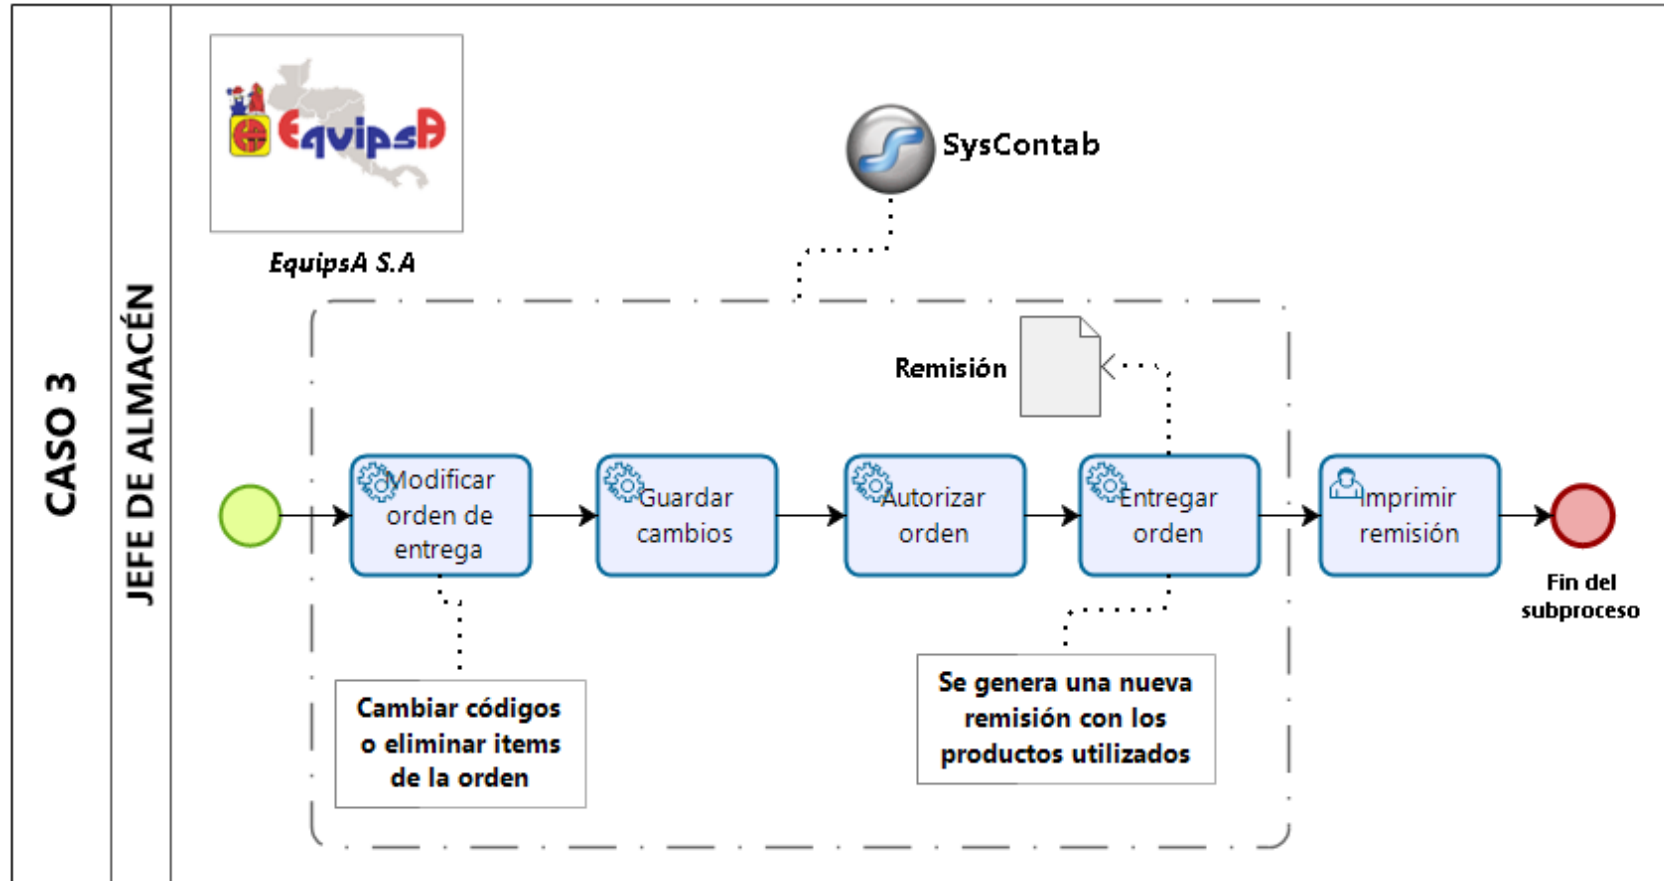 CASO 3
JEFE DE ALMACÉN
EquipsA
EquipsA S.A
SysContab
Remisión
Modificar
orden de
entrega
Guardar
cambios
Autorizar
orden
Entregar
orden
Imprimir
remisión
Fin del
subproceso
Cambiar códigos
o eliminar items
de la orden
Se genera una nueva
remisión con los
productos utilizados